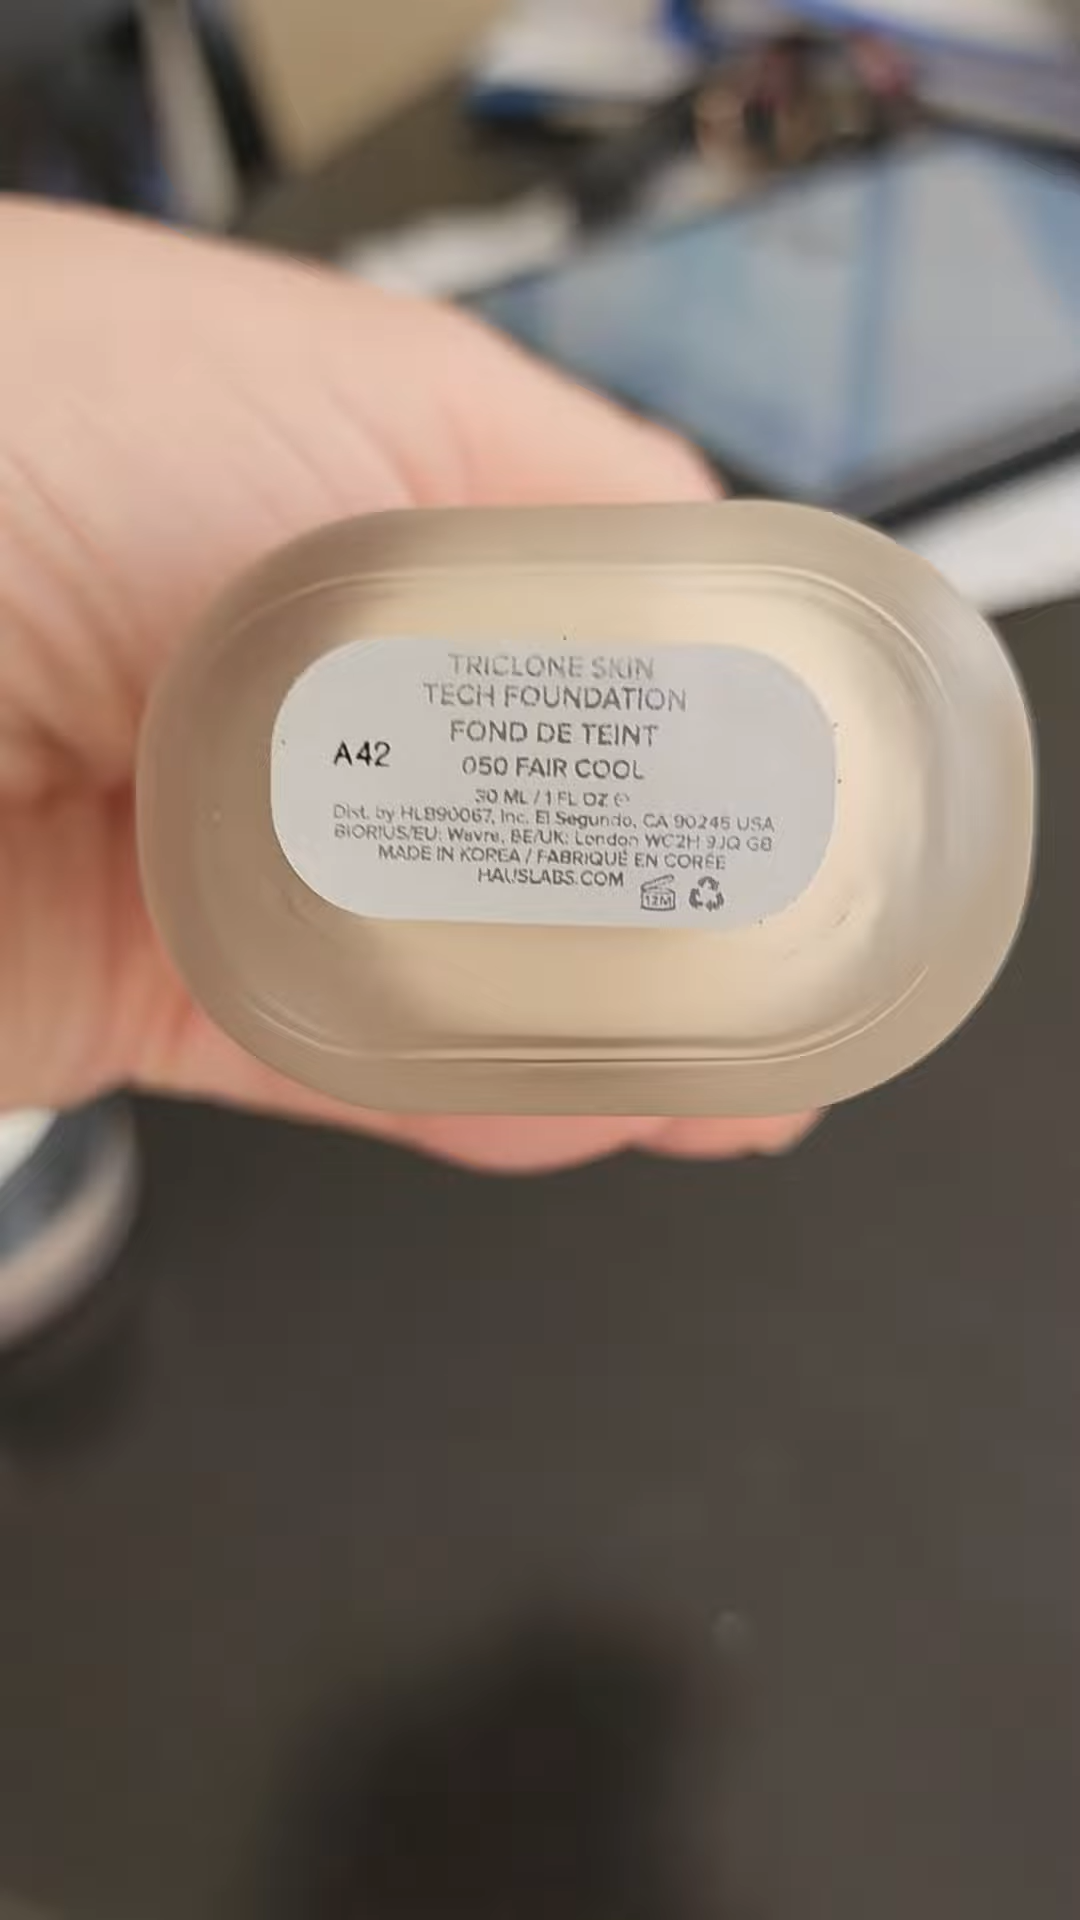 TRICLONE SKIN
TECH FOUNDATION
FOND DE TEINT
A42
050 FAIR COOL
30 ML / 1 FL OZ ℮
Dist. by HLB90067, Inc. El Segundo, CA 90245 USA
BIORIUS/EU: Wavre, BE/UK: London WC2H 9JQ GB
MADE IN KOREA / FABRIQUÉ EN CORÉE
HAUSLABS.COM
12M